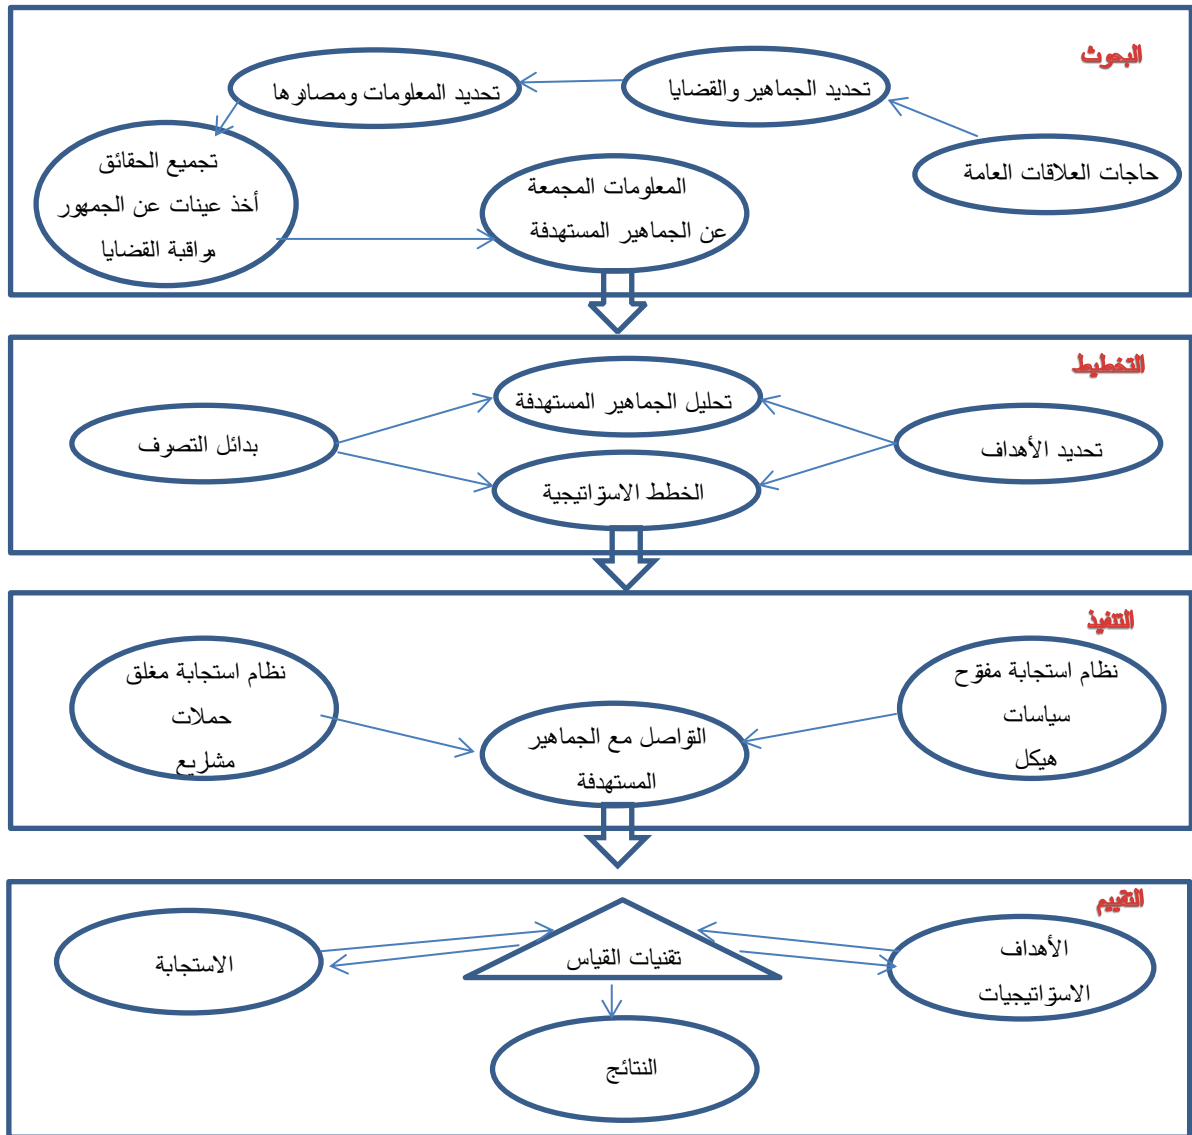 البحوث
حاجات العلاقات العامة
تحديد الجماهير والقضايا
تحديد المعلومات ومصادرها
تجميع الحقائق
أخذ عينات عن الجمهور
مراقبة القضايا
المعلومات المجمعة
عن الجماهير المستهدفة
التخطيط
تحديد الأهداف
تحليل الجماهير المستهدفة
الخطط الاستراتيجية
بدائل التصرف
التنفيذ
نظام استجابة مفتوح
سياسات
هيكل
التواصل مع الجماهير
المستهدفة
نظام استجابة مغلق
حملات
مشاريع
التقييم
الأهداف
الاستراتيجيات
تقنيات القياس
الاستجابة
النتائج